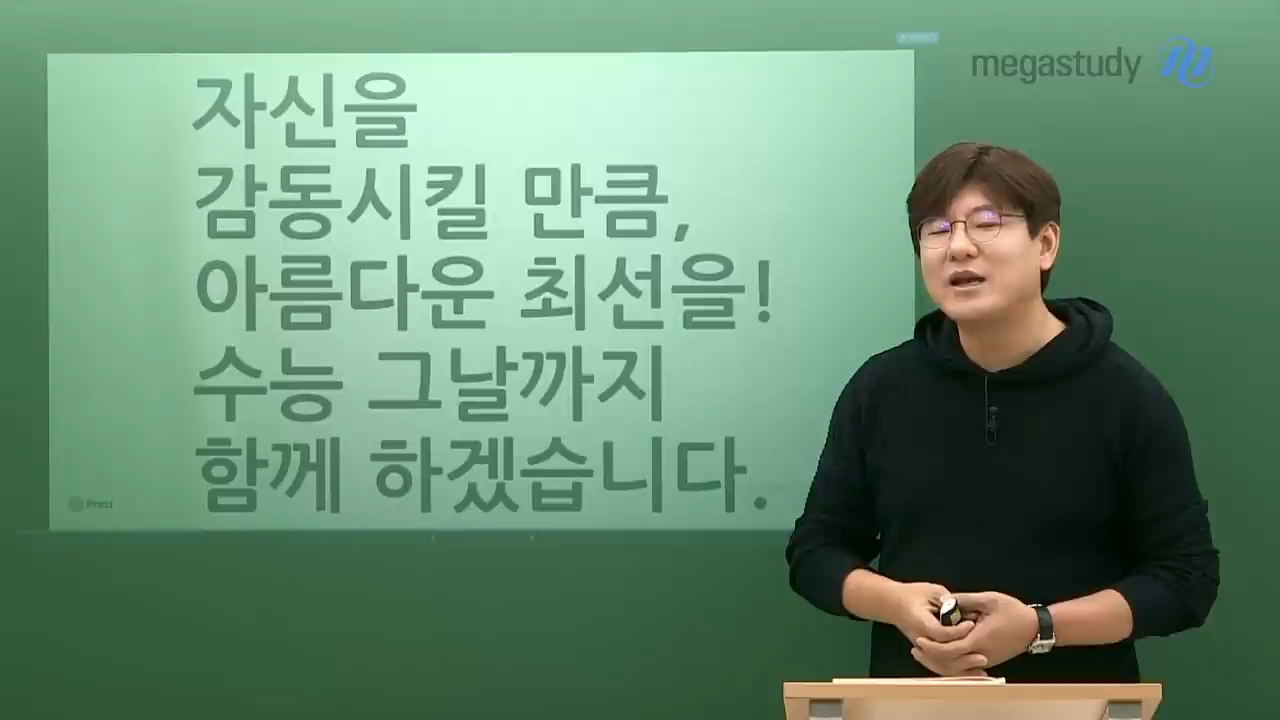 megastudy
자신을
감동시킬 만큼,
아름다운 최선을!
수능 그날까지
함께 하겠습니다.
Prezi